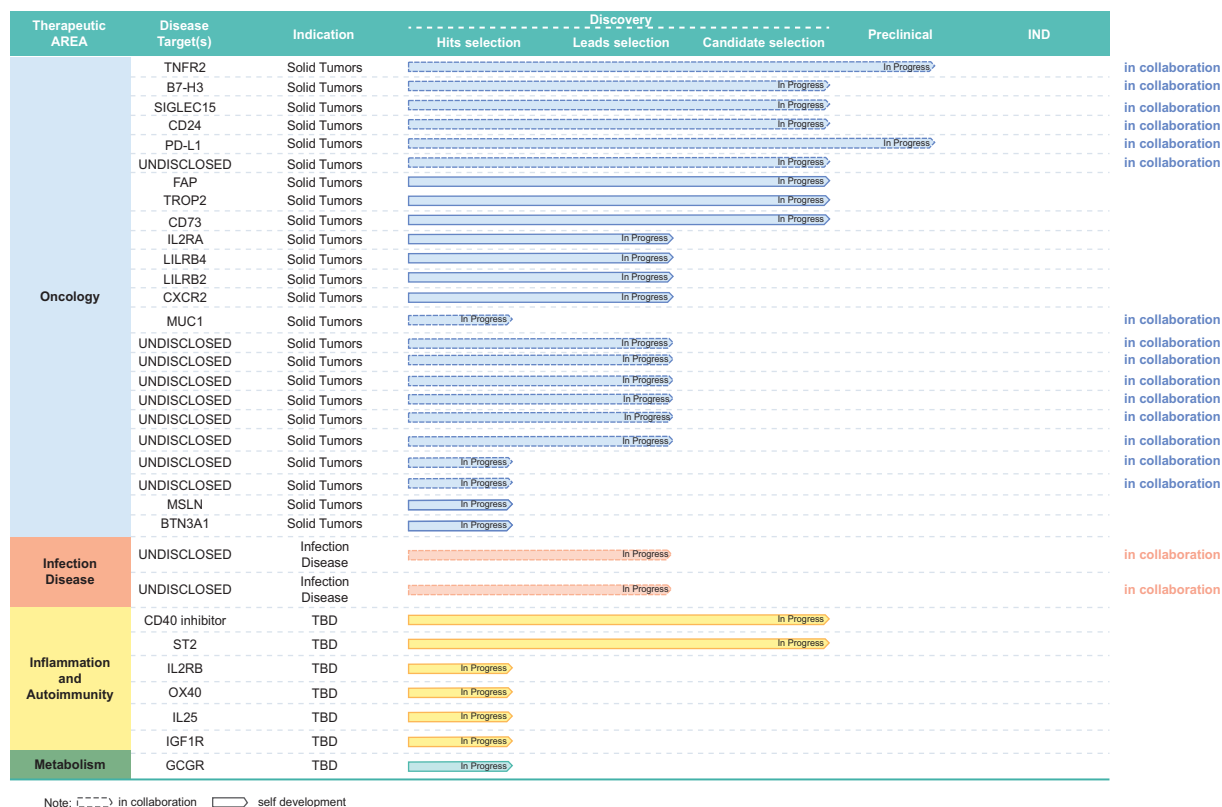 Therapeutic AREA Disease Target(s) Indication Discovery Hits selection Leads selection Candidate selection Preclinical IND
TNFR2 Solid Tumors In Progress in collaboration
B7-H3 Solid Tumors In Progress in collaboration
SIGLEC15 Solid Tumors In Progress in collaboration
CD24 Solid Tumors In Progress in collaboration
PD-L1 Solid Tumors In Progress in collaboration
UNDISCLOSED Solid Tumors In Progress in collaboration
FAP Solid Tumors In Progress
TROP2 Solid Tumors In Progress
CD73 Solid Tumors In Progress
IL2RA Solid Tumors In Progress
LILRB4 Solid Tumors In Progress
LILRB2 Solid Tumors In Progress
Oncology CXCR2 Solid Tumors In Progress
MUC1 Solid Tumors In Progress in collaboration
UNDISCLOSED Solid Tumors In Progress in collaboration
UNDISCLOSED Solid Tumors In Progress in collaboration
UNDISCLOSED Solid Tumors In Progress in collaboration
UNDISCLOSED Solid Tumors In Progress in collaboration
UNDISCLOSED Solid Tumors In Progress in collaboration
UNDISCLOSED Solid Tumors In Progress in collaboration
UNDISCLOSED Solid Tumors In Progress in collaboration
UNDISCLOSED Solid Tumors In Progress in collaboration
MSLN Solid Tumors In Progress
BTN3A1 Solid Tumors In Progress
Infection Disease UNDISCLOSED Infection Disease In Progress in collaboration
UNDISCLOSED Infection Disease In Progress in collaboration
CD40 inhibitor TBD In Progress
ST2 TBD In Progress
Inflammation and Autoimmunity IL2RB TBD In Progress
OX40 TBD In Progress
IL25 TBD In Progress
IGF1R TBD In Progress
Metabolism GCGR TBD In Progress
Note: in collaboration self development